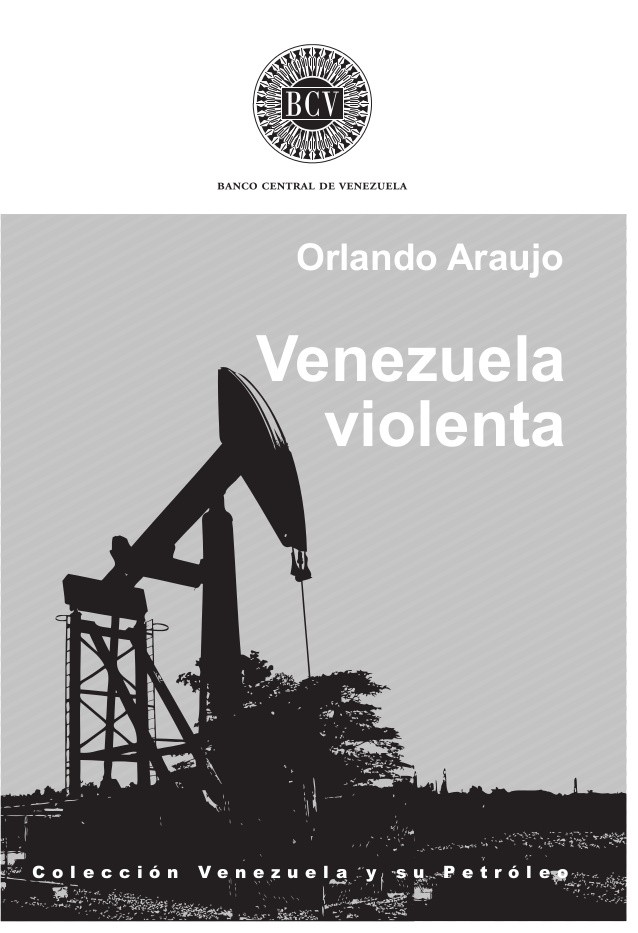 BCV
BANCO CENTRAL DE VENEZUELA
Orlando Araujo
Venezuela
violenta
Colección Venezuela y su Petróleo